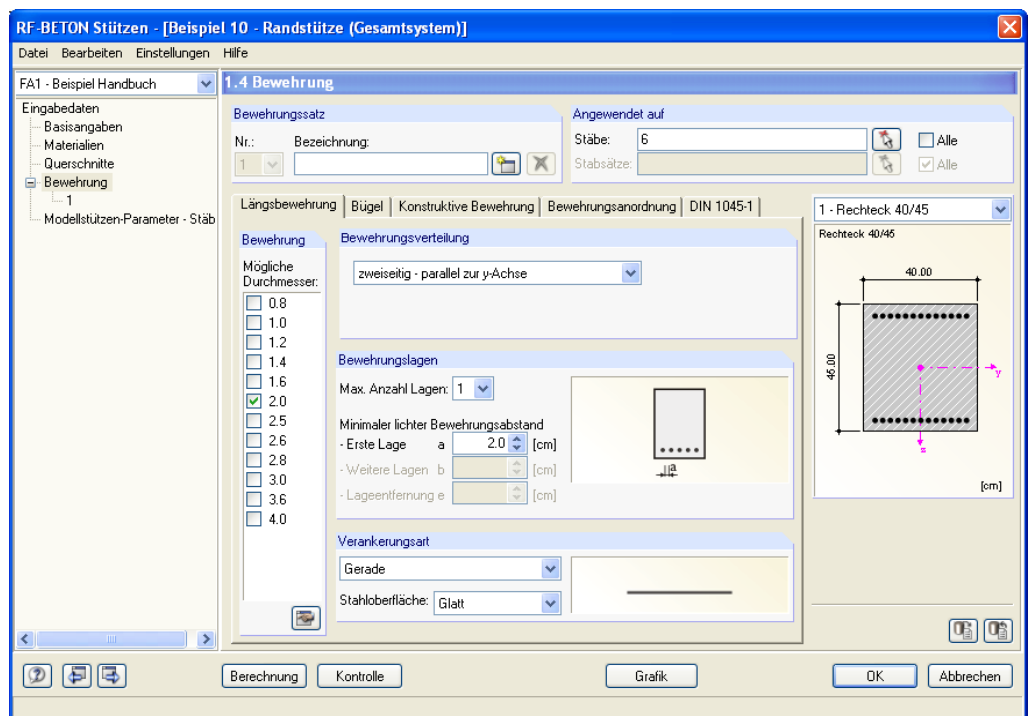 RF-BETON Stützen - [Beispiel 10 - Randstütze (Gesamtsystem)]
Datei Bearbeiten Einstellungen Hilfe
FA1 - Beispiel Handbuch
Eingabedaten
Basisangaben
Materialien
Querschnitte
Bewehrung
1
Modellstützen-Parameter - Stäb
1.4 Bewehrung
Bewehrungssatz
Nr.: Bezeichnung:
1
Angewendet auf
Stäbe: 6 Alle
Stabsätze: Alle
Längsbewehrung Bügel Konstruktive Bewehrung Bewehrungsanordnung DIN 1045-1
Bewehrung
Mögliche
Durchmesser:
0.8
1.0
1.2
1.4
1.6
2.0
2.5
2.6
2.8
3.0
3.6
4.0
Bewehrungsverteilung
zweiseitig - parallel zur y-Achse
Bewehrungslagen
Max. Anzahl Lagen: 1
Minimaler lichter Bewehrungsabstand
- Erste Lage a 2.0 [cm]
- Weitere Lagen b [cm]
- Lageentfernung e [cm]
a
Verankerungsart
Gerade
Stahloberfläche: Glatt
1 - Rechteck 40/45
Rechteck 40/45
40.00
45.00
y
z
[cm]
Berechnung Kontrolle Grafik OK Abbrechen